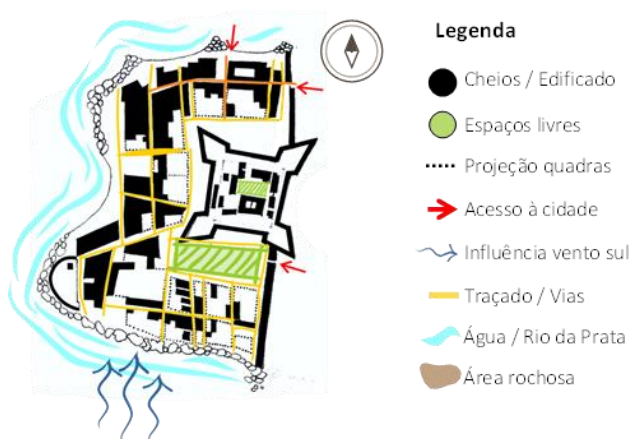 Legenda
Cheios / Edificado
Espaços livres
Projeção quadras
Acesso à cidade
Influência vento sul
Traçado / Vias
Água / Rio da Prata
Área rochosa